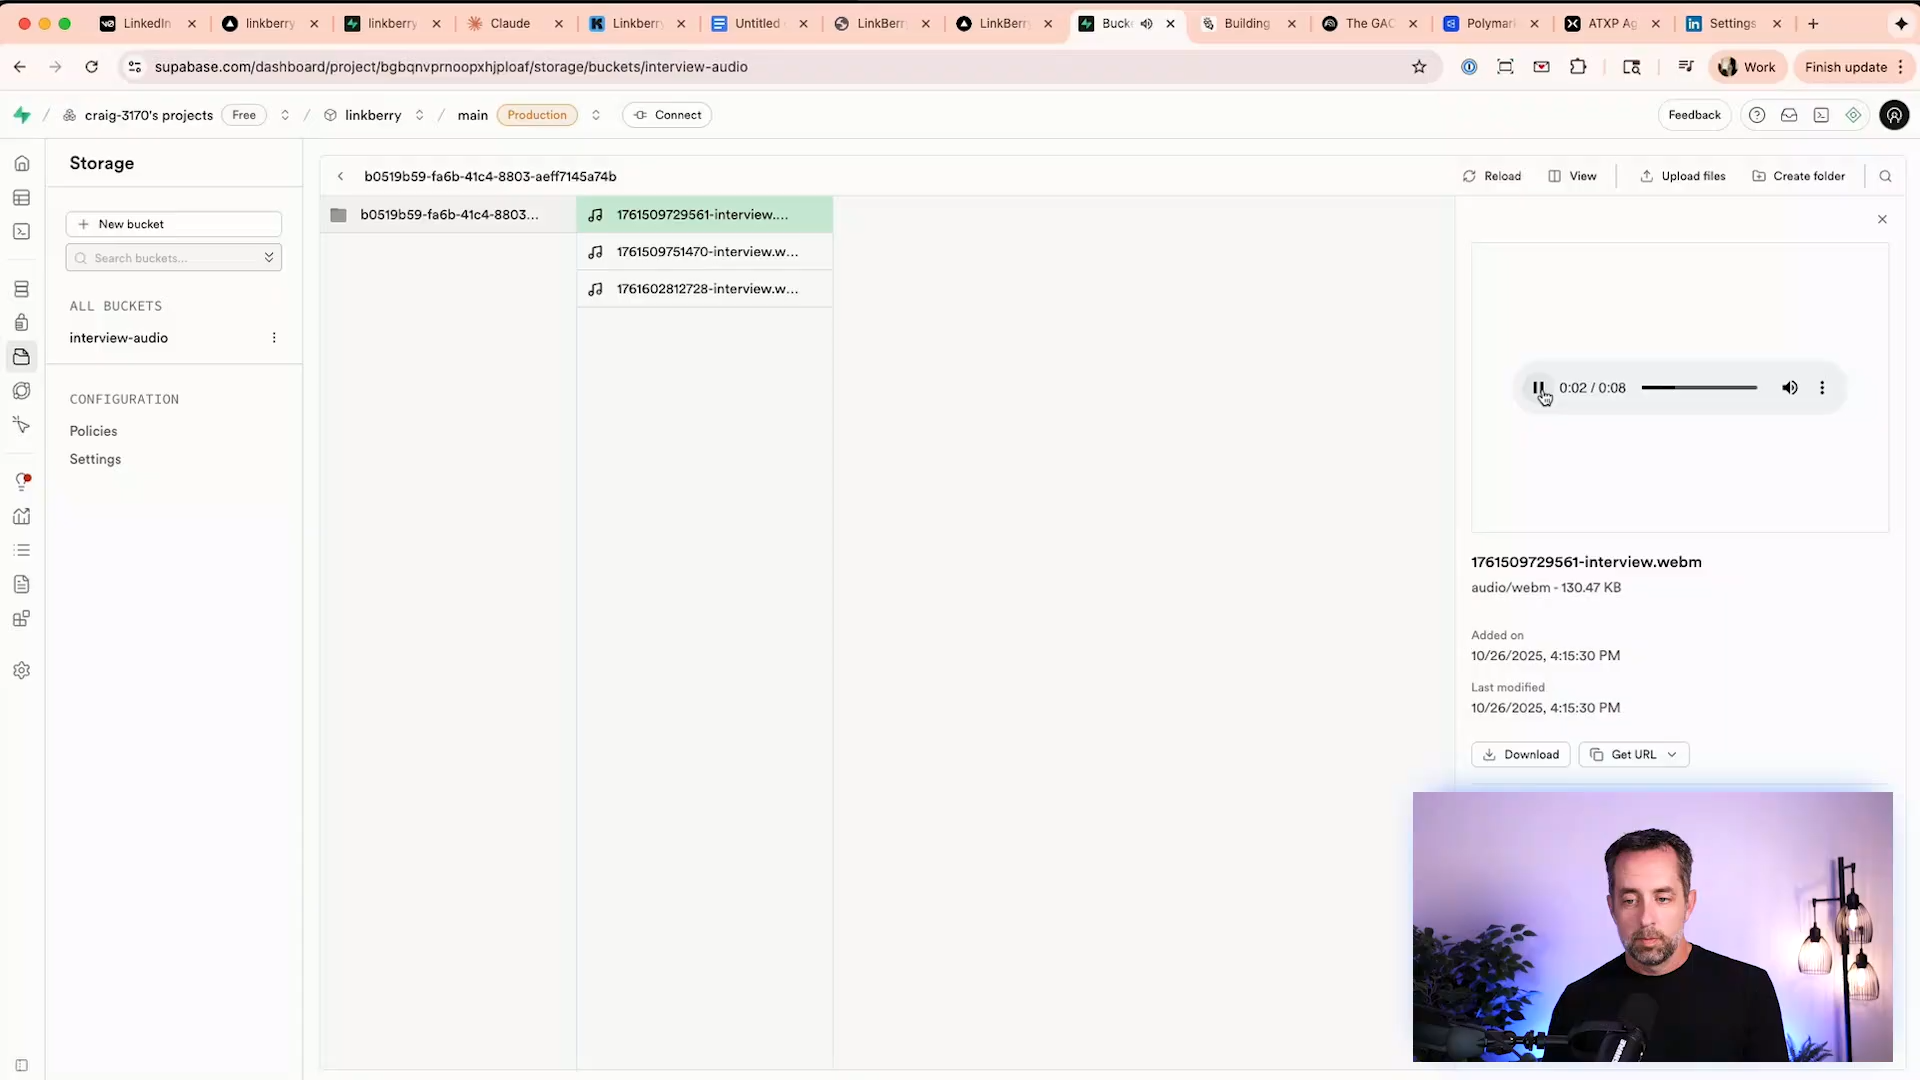 LinkedIn
linkberry
linkberry
Claude
Linkberry
Untitled
LinkBerr
LinkBerr
Bucke
Building
The GAC
Polymar
ATXP Ag
Settings
supabase.com/dashboard/project/bgbqnvprnoopxhjploaf/storage/buckets/interview-audio
Work
Finish update
/ craig-3170's projects Free / linkberry / main Production Connect
Feedback
Storage
New bucket
Search buckets...
ALL BUCKETS
interview-audio
CONFIGURATION
Policies
Settings
b0519b59-fa6b-41c4-8803-aeff7145a74b
Reload
View
Upload files
Create folder
b0519b59-fa6b-41c4-8803...
1761509729561-interview....
1761509751470-interview.w...
1761602812728-interview.w...
0:02 / 0:08
1761509729561-interview.webm
audio/webm - 130.47 KB
Added on
10/26/2025, 4:15:30 PM
Last modified
10/26/2025, 4:15:30 PM
Download
Get URL